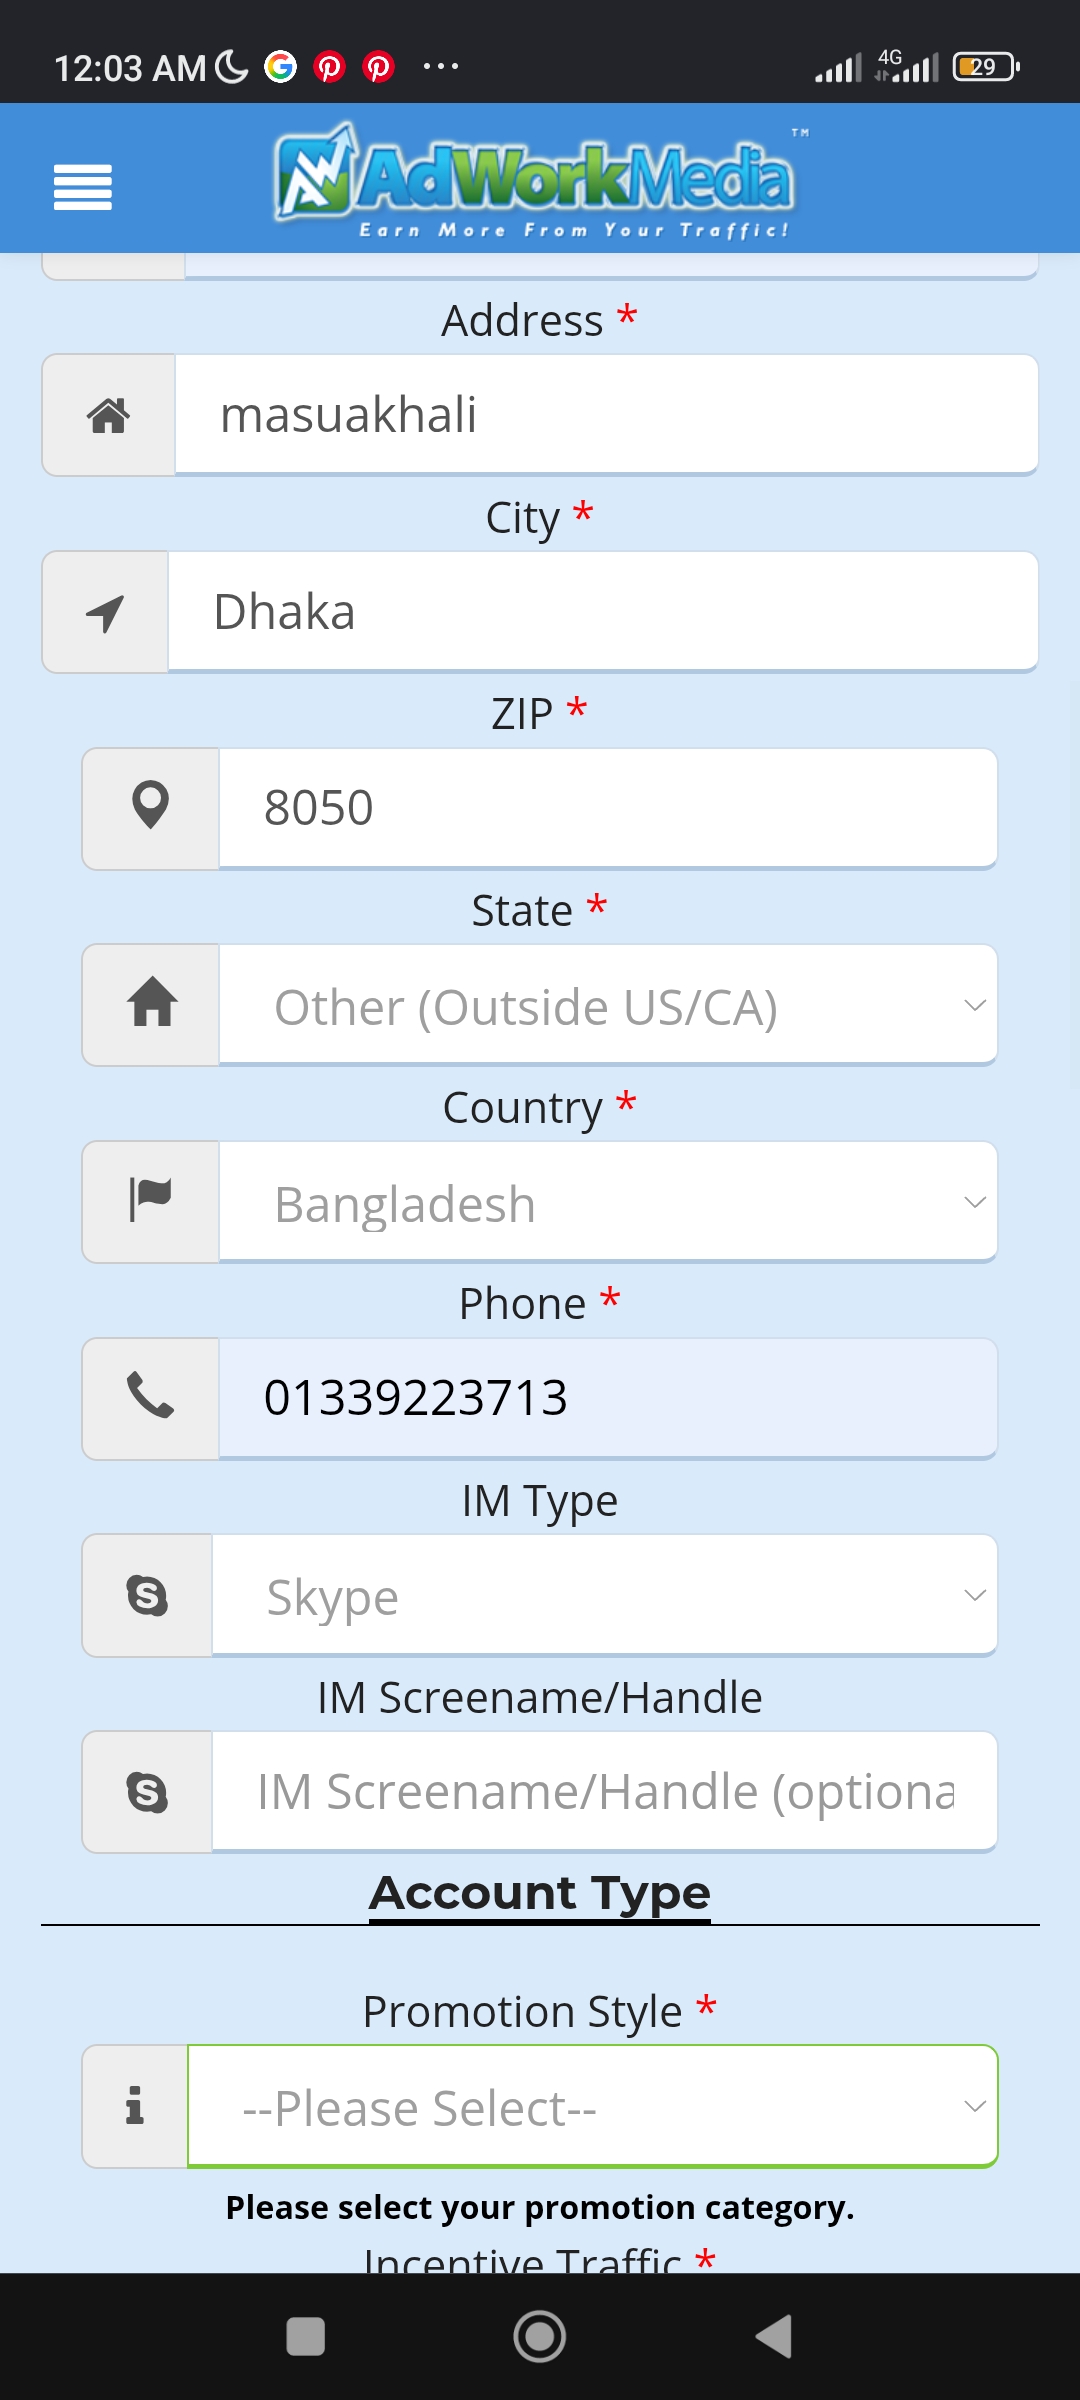 12:03 AM
4G
29
AdWorkMedia™
Earn More From Your Traffic!
Address *
masuakhali
City *
Dhaka
ZIP *
8050
State *
Other (Outside US/CA)
Country *
Bangladesh
Phone *
01339223713
IM Type
Skype
IM Screename/Handle
IM Screename/Handle (optiona
Account Type
Promotion Style *
--Please Select--
Please select your promotion category.
Incentive Traffic *